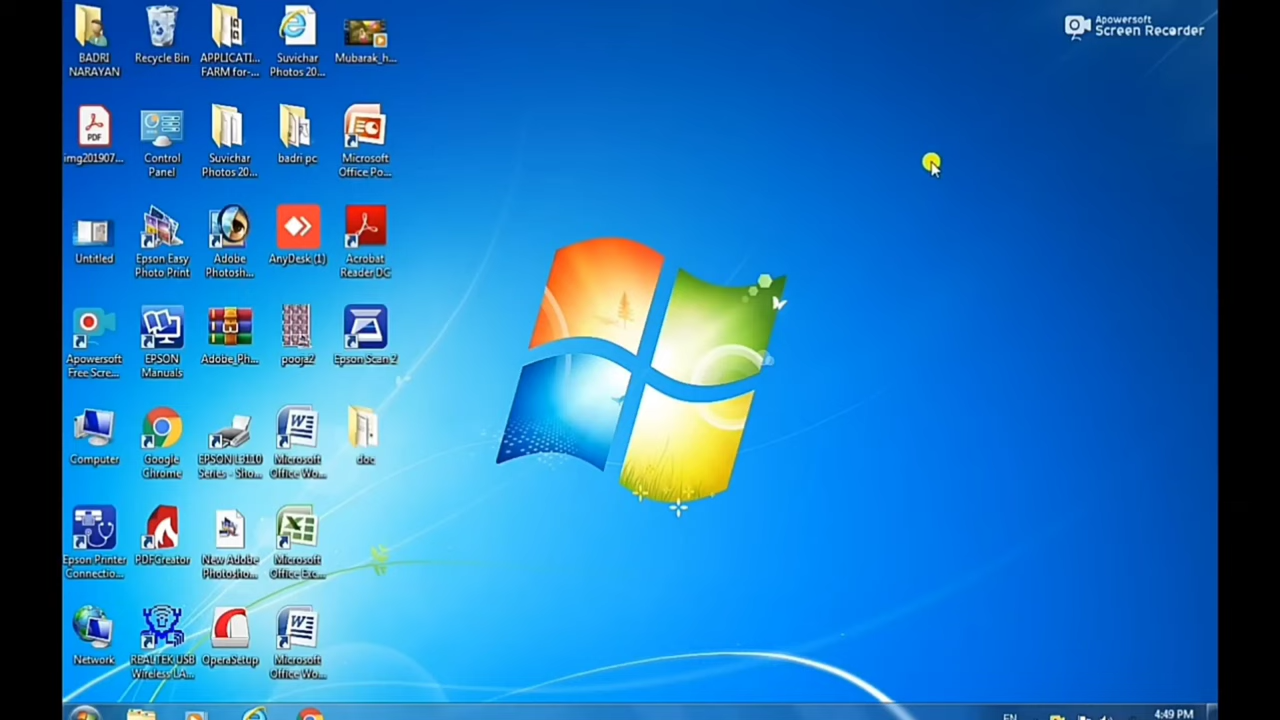 Apowersoft
Screen Recorder
BADRI
NARAYAN
Recycle Bin
APPLICATI...
FARM for-...
Suvichar
Photos 20...
Mubarak_h...
PDF
img201907...
Control
Panel
Suvichar
Photos 20...
badri pc
Microsoft
Office Po...
Untitled
Epson Easy
Photo Print
Adobe
Photosh...
AnyDesk (1)
Acrobat
Reader DC
Apowersoft
Free Scre...
EPSON
Manuals
Adobe_Ph...
pooja2
Epson Scan 2
Computer
Google
Chrome
EPSON L3110
Series - Sho...
Microsoft
Office Wo...
doc
Epson Printer
Connectio...
PDFCreator
New Adobe
Photosho...
Microsoft
Office Exc...
Network
REALTEK USB
Wireless LA...
OperaSetup
Microsoft
Office Wo...
EN
4:49 PM